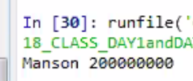 In [30]: runfile('
18_CLASS_DAY1andDA
Manson 200000000